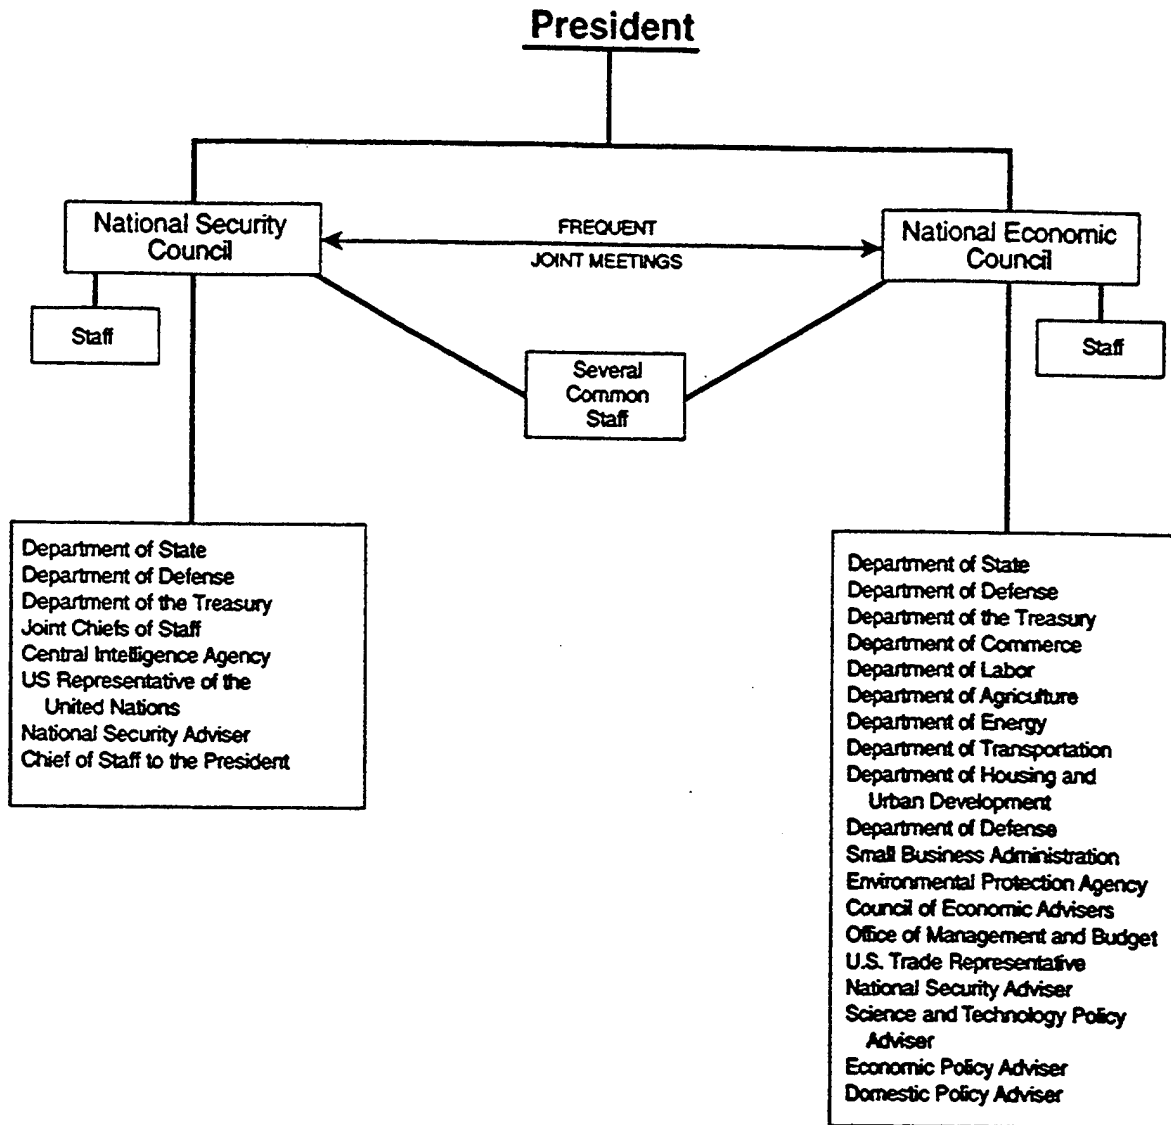 President
National Security
Council
FREQUENT
JOINT MEETINGS
National Economic
Council
Staff
Several
Common
Staff
Staff
Department of State
Department of Defense
Department of the Treasury
Joint Chiefs of Staff
Central Intelligence Agency
US Representative of the
United Nations
National Security Adviser
Chief of Staff to the President
Department of State
Department of Defense
Department of the Treasury
Department of Commerce
Department of Labor
Department of Agriculture
Department of Energy
Department of Transportation
Department of Housing and
Urban Development
Department of Defense
Small Business Administration
Environmental Protection Agency
Council of Economic Advisers
Office of Management and Budget
U.S. Trade Representative
National Security Adviser
Science and Technology Policy
Adviser
Economic Policy Adviser
Domestic Policy Adviser